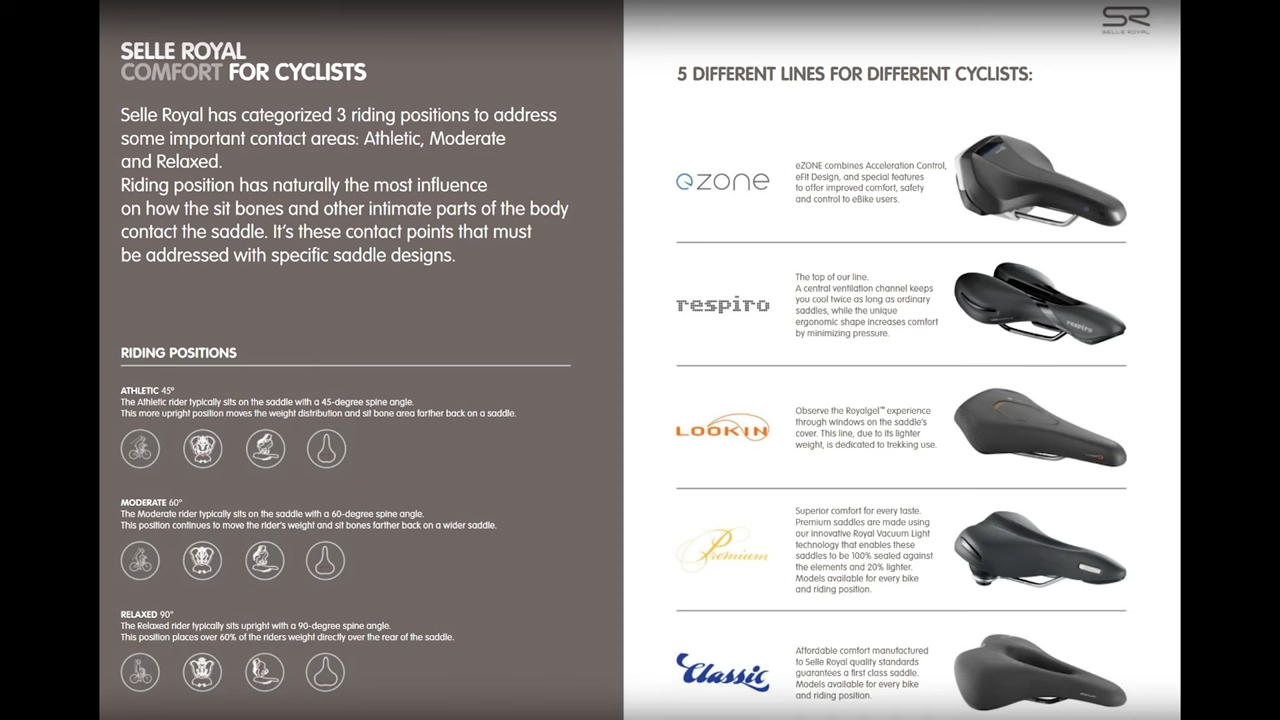 SELLE ROYAL
COMFORT FOR CYCLISTS
Selle Royal has categorized 3 riding positions to address
some important contact areas: Athletic, Moderate
and Relaxed.
Riding position has naturally the most influence
on how the sit bones and other intimate parts of the body
contact the saddle. It's these contact points that must
be addressed with specific saddle designs.
RIDING POSITIONS
ATHLETIC 45°
The Athletic rider typically sits on the saddle with a 45-degree spine angle.
This more upright position moves the weight distribution and sit bone area farther back on a saddle.
MODERATE 60°
The Moderate rider typically sits on the saddle with a 60-degree spine angle.
This position continues to move the rider's weight and sit bones farther back on a wider saddle.
RELAXED 90°
The Relaxed rider typically sits upright with a 90-degree spine angle.
This position places over 60% of the riders weight directly over the rear of the saddle.
SR
SELLE ROYAL
5 DIFFERENT LINES FOR DIFFERENT CYCLISTS:
eZONE
eZONE combines Acceleration Control,
eFit Design, and special features
to offer improved comfort, safety
and control to eBike users.
respiro
The top of our line.
A central ventilation channel keeps
you cool twice as long as ordinary
saddles, while the unique
ergonomic shape increases comfort
by minimizing pressure.
respiro
LOOKIN
Observe the Royalgel™ experience
through windows on the saddle's
cover. This line, due to its lighter
weight, is dedicated to trekking use.
Premium
Superior comfort for every taste.
Premium saddles are made using
our innovative Royal Vacuum Light
technology that enables these
saddles to be 100% sealed against
the elements and 20% lighter.
Models available for every bike
and riding position.
Classic
Affordable comfort manufactured
to Selle Royal quality standards
guarantees a first class saddle.
Models available for every bike
and riding position.